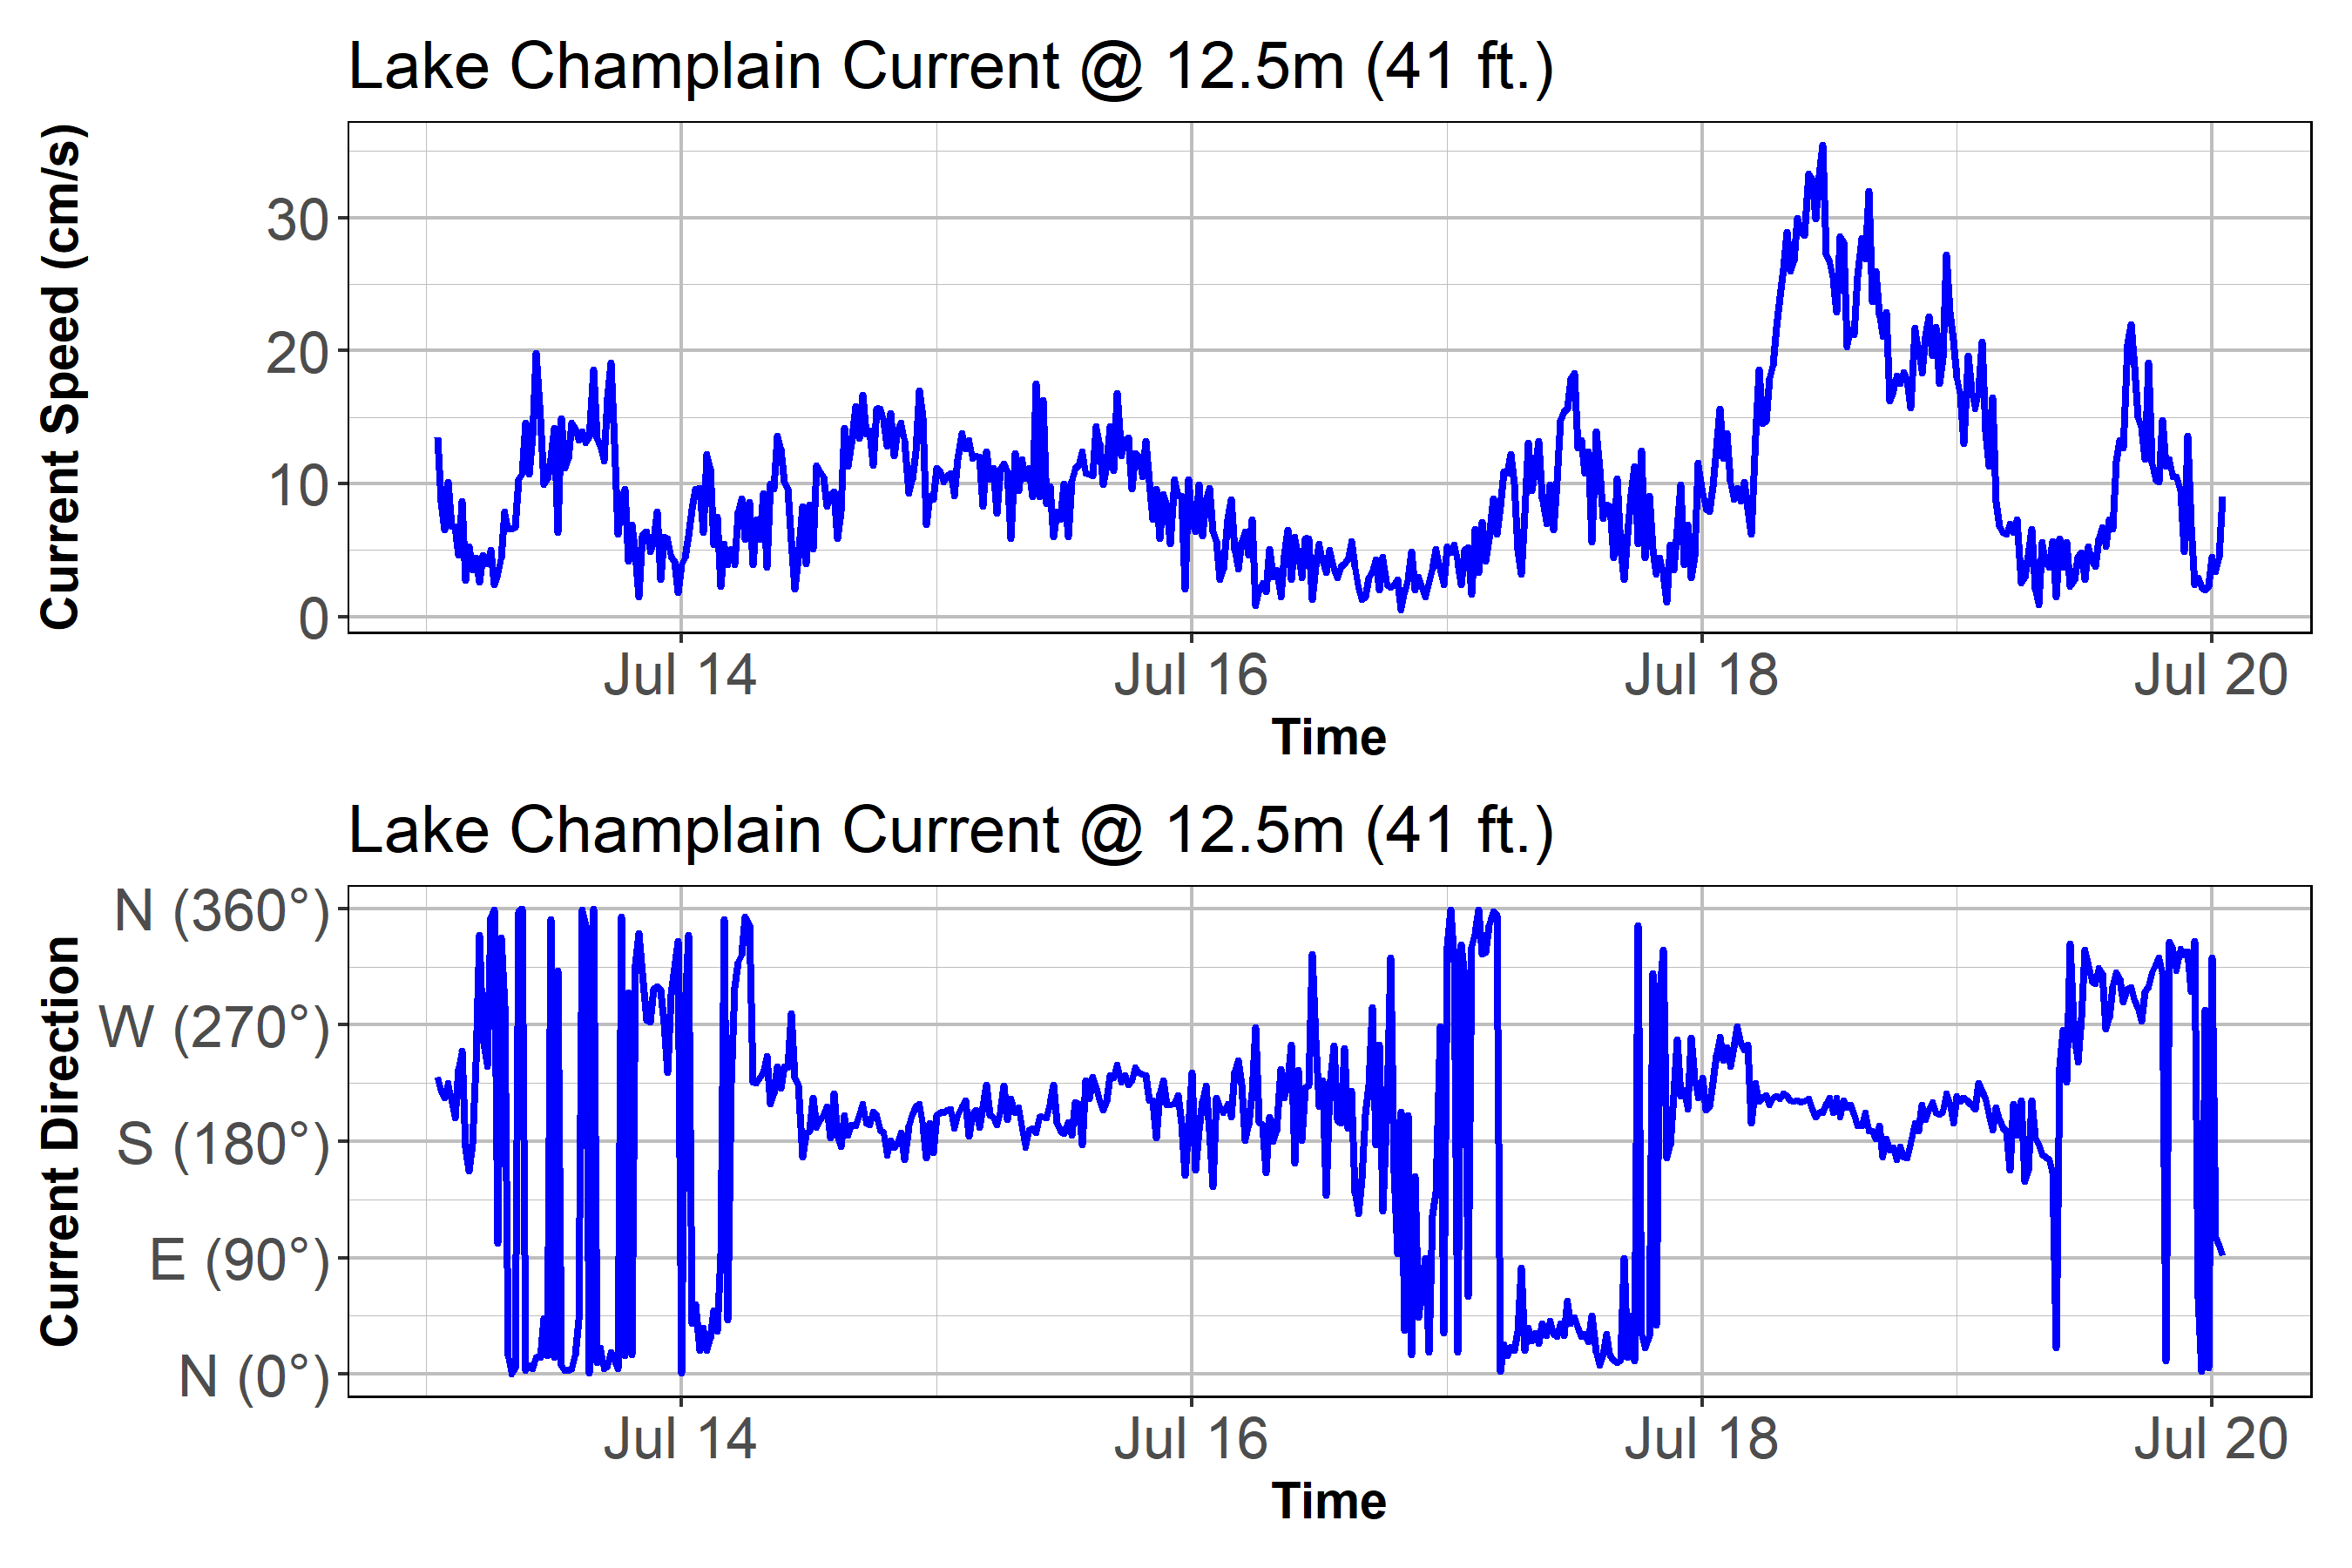 Lake Champlain Current @ 12.5m (41 ft.)
Current Speed (cm/s)
30
20
10
0
Jul 14 Jul 16 Jul 18 Jul 20
Time
Lake Champlain Current @ 12.5m (41 ft.)
Current Direction
N (360°)
W (270°)
S (180°)
E (90°)
N (0°)
Jul 14 Jul 16 Jul 18 Jul 20
Time